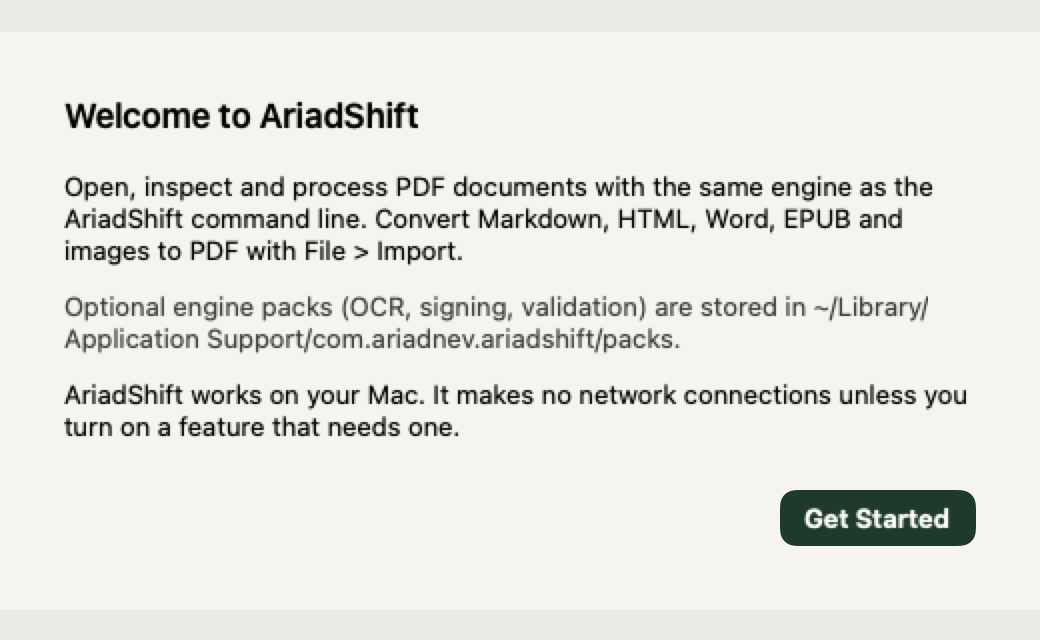 Welcome to AriadShift
Open, inspect and process PDF documents with the same engine as the
AriadShift command line. Convert Markdown, HTML, Word, EPUB and
images to PDF with File > Import.
Optional engine packs (OCR, signing, validation) are stored in ~/Library/
Application Support/com.ariadnev.ariadshift/packs.
AriadShift works on your Mac. It makes no network connections unless you
turn on a feature that needs one.
Get Started